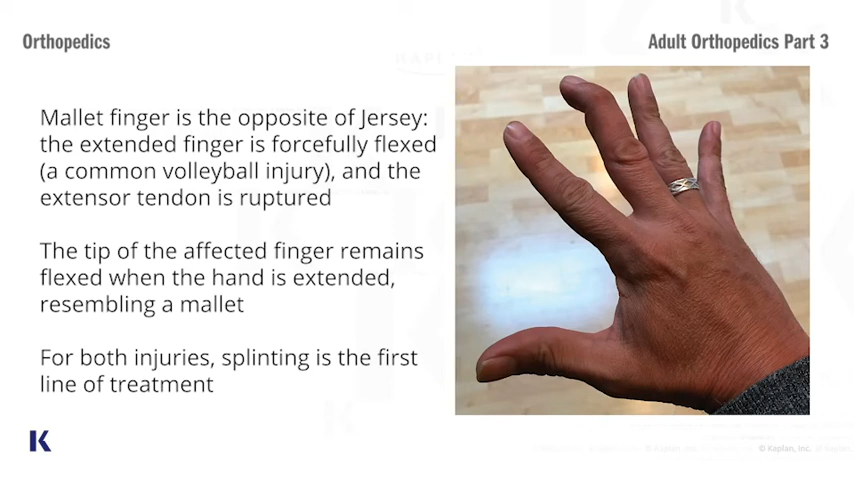 Orthopedics
Adult Orthopedics Part 3
Mallet finger is the opposite of Jersey:
the extended finger is forcefully flexed
(a common volleyball injury), and the
extensor tendon is ruptured
The tip of the affected finger remains
flexed when the hand is extended,
resembling a mallet
For both injuries, splinting is the first
line of treatment
K
© Kaplan, Inc.